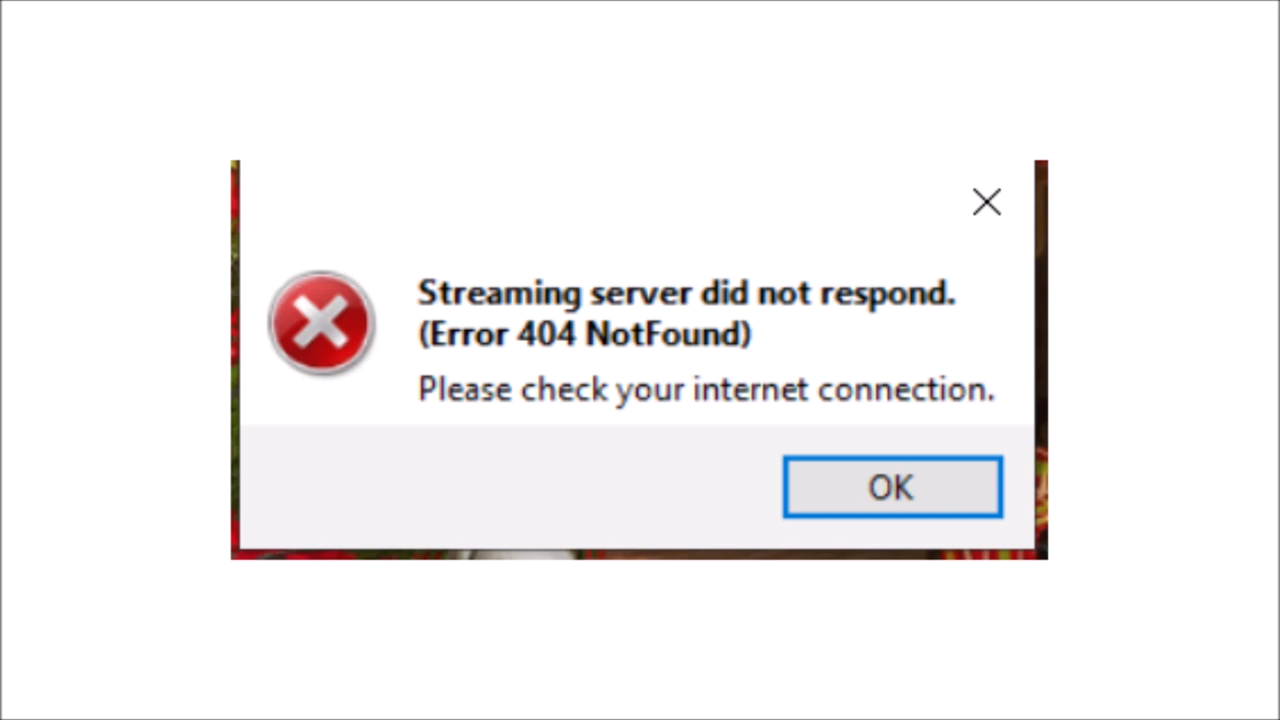 Streaming server did not respond.
(Error 404 NotFound)
Please check your internet connection.
OK